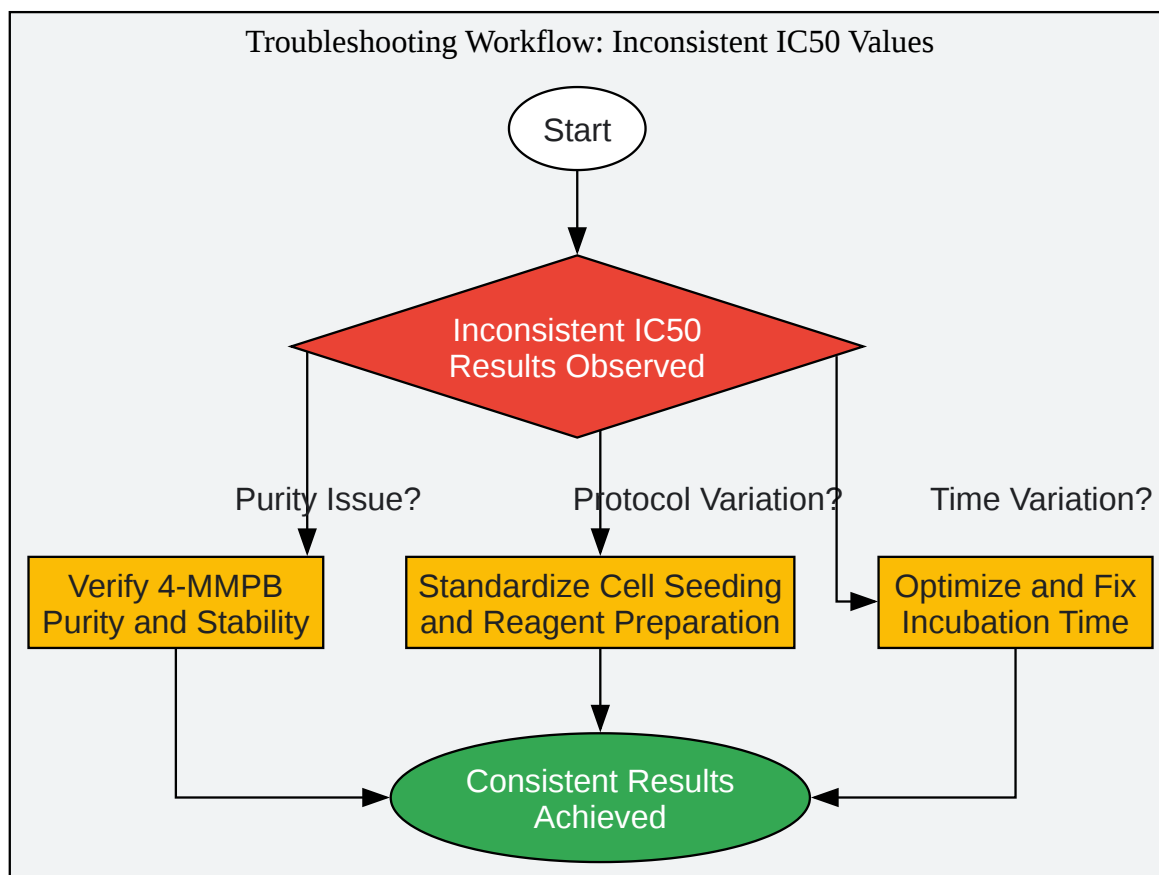 Troubleshooting Workflow: Inconsistent IC50 Values
Start
Inconsistent IC50
Results Observed
Purity Issue?
Protocol Variation?
Time Variation?
Verify 4-MMPB
Purity and Stability
Standardize Cell Seeding
and Reagent Preparation
Optimize and Fix
Incubation Time
Consistent Results
Achieved